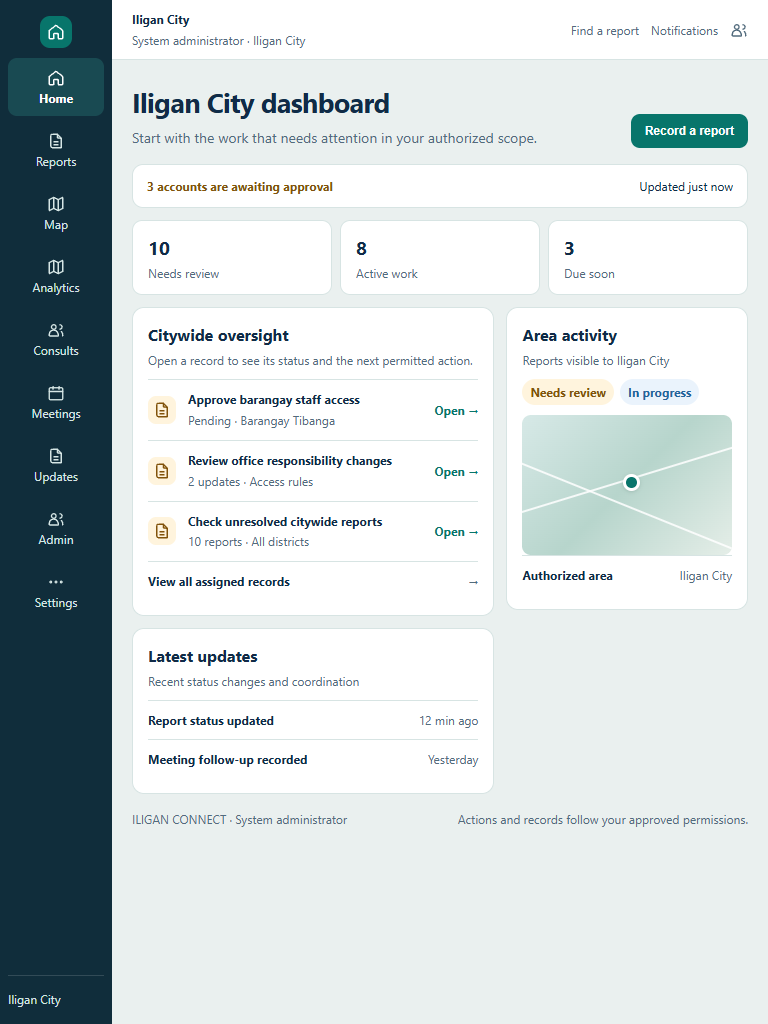 Iligan City
System administrator · Iligan City
Find a report
Notifications
Home
Reports
Map
Analytics
Consults
Meetings
Updates
Admin
Settings
Iligan City
Iligan City dashboard
Start with the work that needs attention in your authorized scope.
Record a report
3 accounts are awaiting approval
Updated just now
10
Needs review
8
Active work
3
Due soon
Citywide oversight
Open a record to see its status and the next permitted action.
Approve barangay staff access
Pending · Barangay Tibanga
Open →
Review office responsibility changes
2 updates · Access rules
Open →
Check unresolved citywide reports
10 reports · All districts
Open →
View all assigned records →
Area activity
Reports visible to Iligan City
Needs review
In progress
Authorized area
Iligan City
Latest updates
Recent status changes and coordination
Report status updated
12 min ago
Meeting follow-up recorded
Yesterday
ILIGAN CONNECT · System administrator
Actions and records follow your approved permissions.